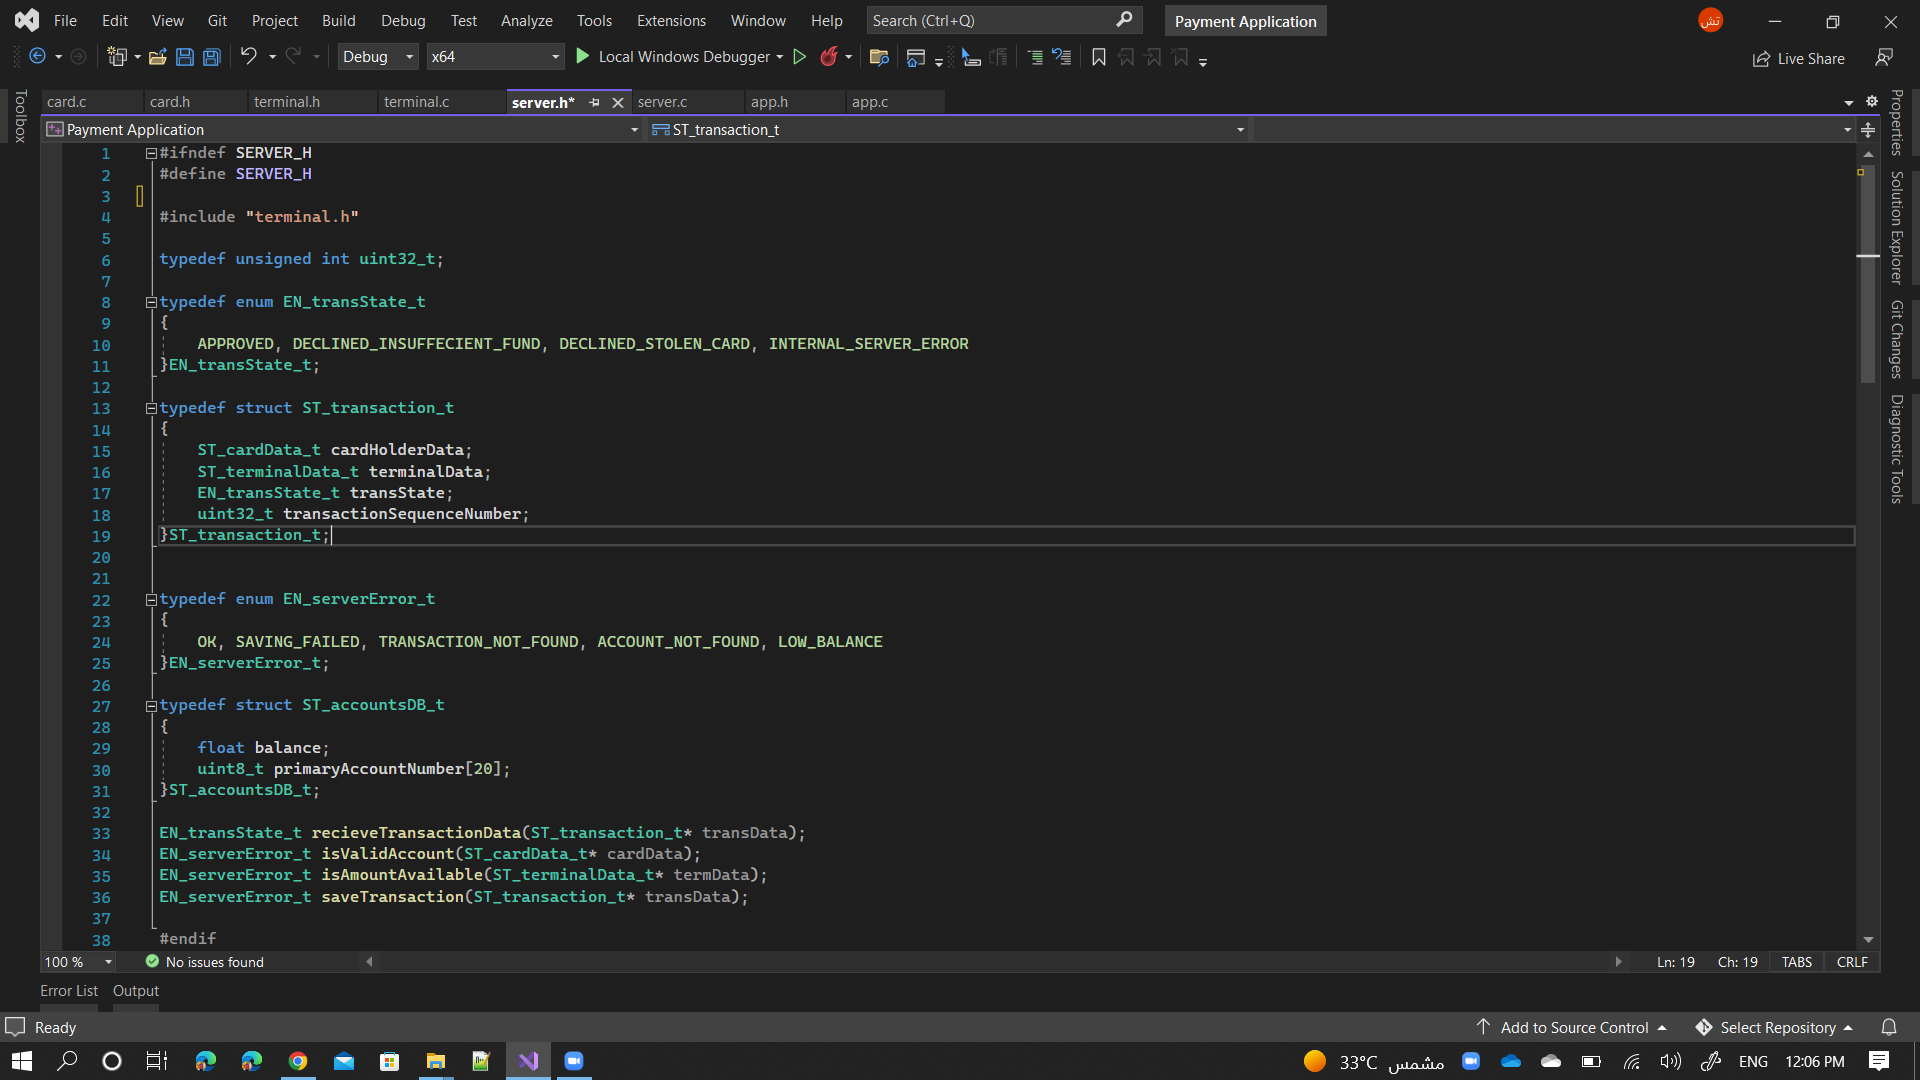 File Edit View Git Project Build Debug Test Analyze Tools Extensions Window Help Search (Ctrl+Q) Payment Application تش
Debug x64 Local Windows Debugger Live Share
Toolbox
card.c card.h terminal.h terminal.c server.h* server.c app.h app.c
Payment Application ST_transaction_t
1 #ifndef SERVER_H
2 #define SERVER_H
3
4 #include "terminal.h"
5
6 typedef unsigned int uint32_t;
7
8 typedef enum EN_transState_t
9 {
10 APPROVED, DECLINED_INSUFFECIENT_FUND, DECLINED_STOLEN_CARD, INTERNAL_SERVER_ERROR
11 }EN_transState_t;
12
13 typedef struct ST_transaction_t
14 {
15 ST_cardData_t cardHolderData;
16 ST_terminalData_t terminalData;
17 EN_transState_t transState;
18 uint32_t transactionSequenceNumber;
19 }ST_transaction_t;
20
21
22 typedef enum EN_serverError_t
23 {
24 OK, SAVING_FAILED, TRANSACTION_NOT_FOUND, ACCOUNT_NOT_FOUND, LOW_BALANCE
25 }EN_serverError_t;
26
27 typedef struct ST_accountsDB_t
28 {
29 float balance;
30 uint8_t primaryAccountNumber[20];
31 }ST_accountsDB_t;
32
33 EN_transState_t recieveTransactionData(ST_transaction_t* transData);
34 EN_serverError_t isValidAccount(ST_cardData_t* cardData);
35 EN_serverError_t isAmountAvailable(ST_terminalData_t* termData);
36 EN_serverError_t saveTransaction(ST_transaction_t* transData);
37
38 #endif
Properties
Solution Explorer
Git Changes
Diagnostic Tools
100 % No issues found Ln: 19 Ch: 19 TABS CRLF
Error List Output
Ready Add to Source Control Select Repository
33°C مشمس ENG 12:06 PM